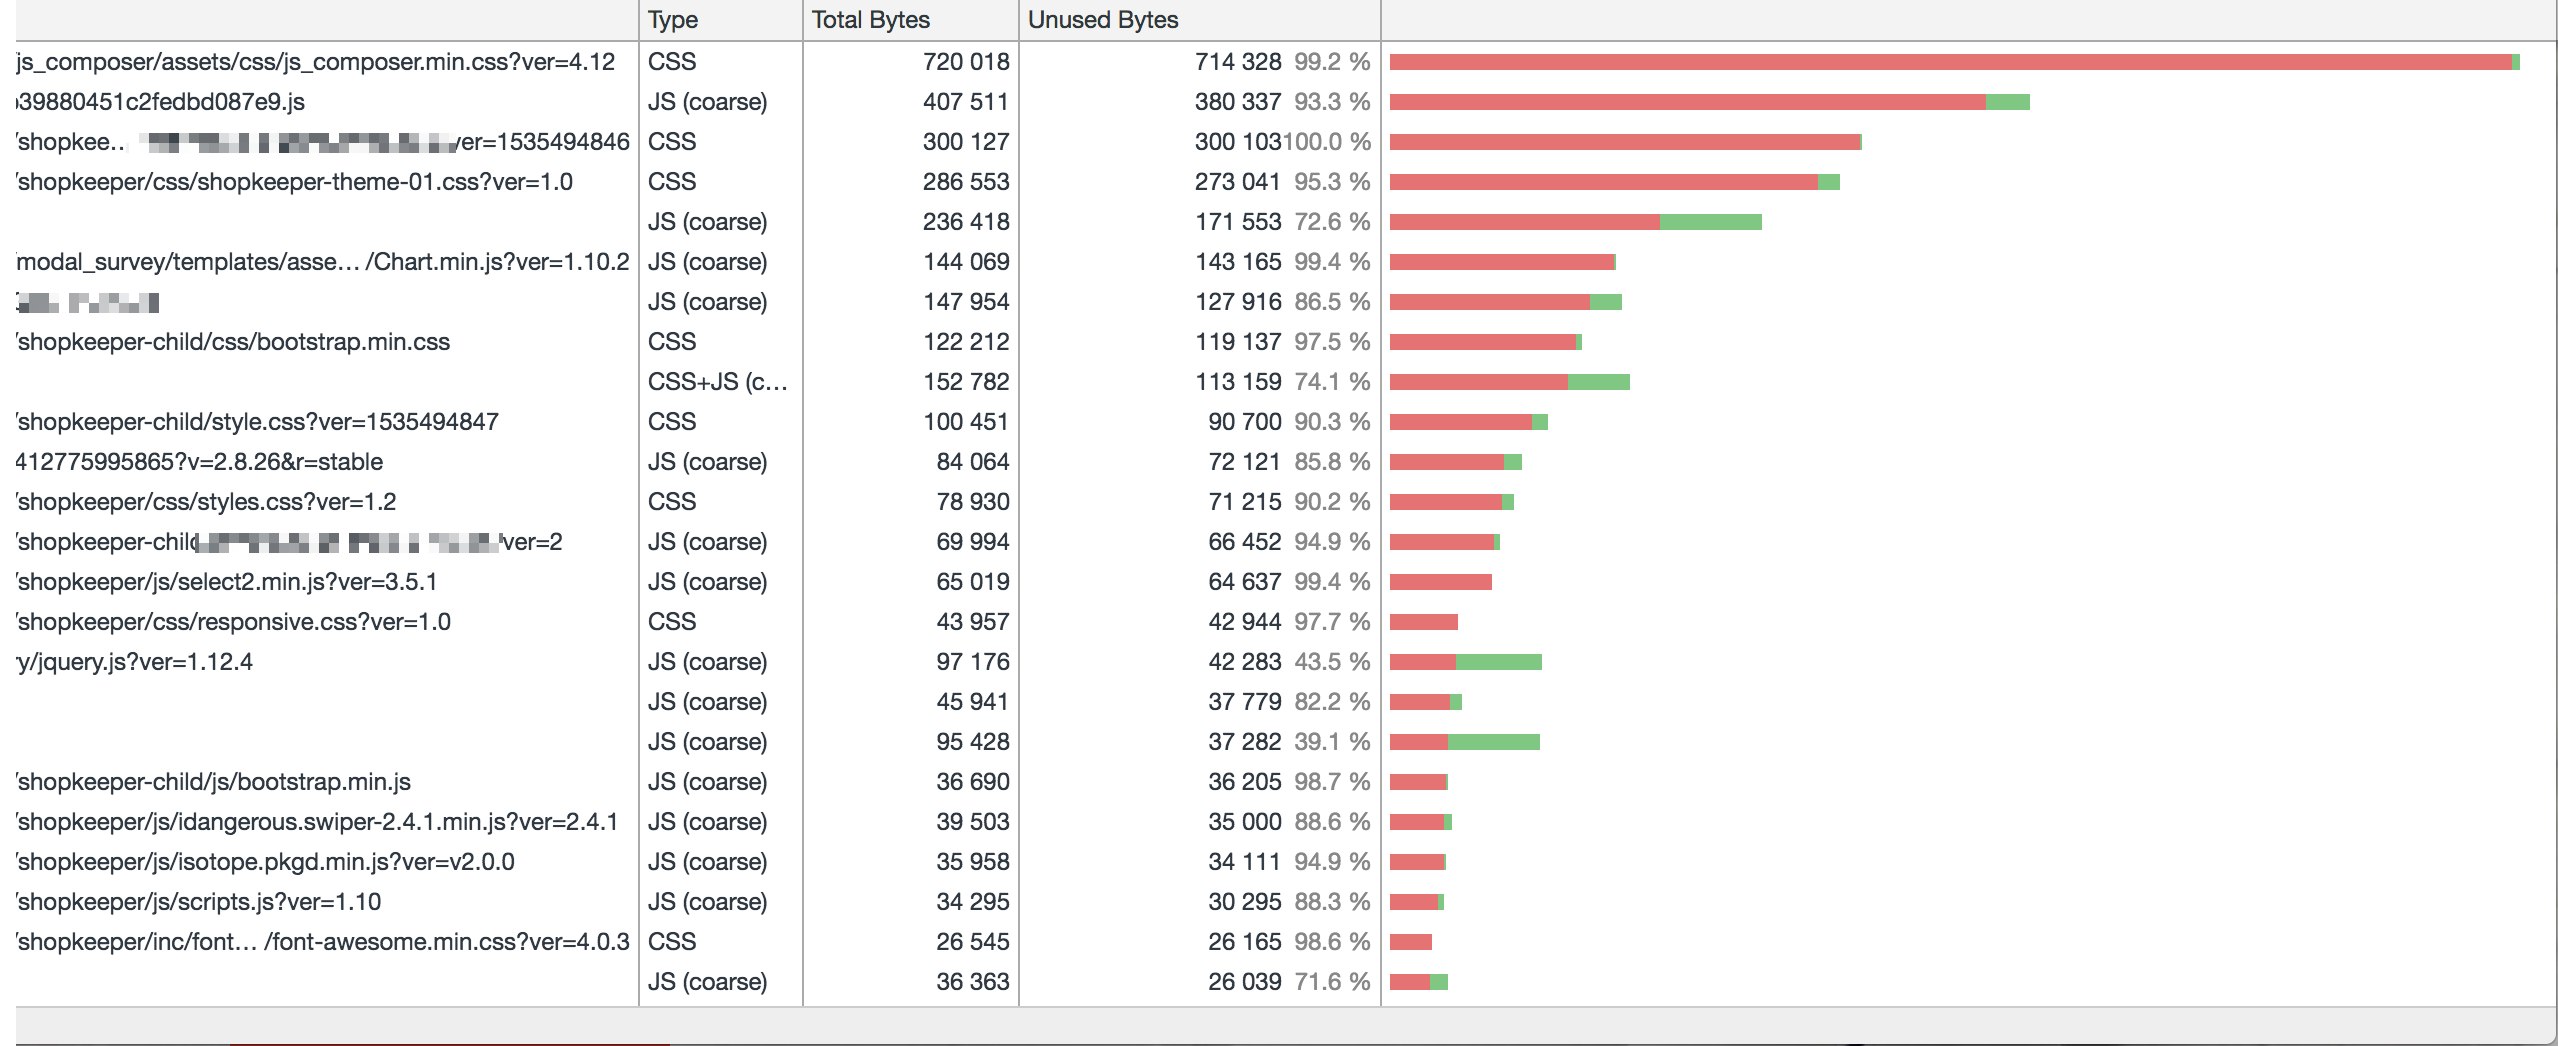 Type Total Bytes Unused Bytes
js_composer/assets/css/js_composer.min.css?ver=4.12 CSS 720 018 714 328 99.2 %
39880451c2fedbd087e9.js JS (coarse) 407 511 380 337 93.3 %
/shopkee… ver=1535494846 CSS 300 127 300 103 100.0 %
/shopkeeper/css/shopkeeper-theme-01.css?ver=1.0 CSS 286 553 273 041 95.3 %
JS (coarse) 236 418 171 553 72.6 %
/modal_survey/templates/asse… /Chart.min.js?ver=1.10.2 JS (coarse) 144 069 143 165 99.4 %
JS (coarse) 147 954 127 916 86.5 %
/shopkeeper-child/css/bootstrap.min.css CSS 122 212 119 137 97.5 %
CSS+JS (c… 152 782 113 159 74.1 %
/shopkeeper-child/style.css?ver=1535494847 CSS 100 451 90 700 90.3 %
4127759​95865?v=2.8.26&r=stable JS (coarse) 84 064 72 121 85.8 %
/shopkeeper/css/styles.css?ver=1.2 CSS 78 930 71 215 90.2 %
/shopkeeper-child ver=2 JS (coarse) 69 994 66 452 94.9 %
/shopkeeper/js/select2.min.js?ver=3.5.1 JS (coarse) 65 019 64 637 99.4 %
/shopkeeper/css/responsive.css?ver=1.0 CSS 43 957 42 944 97.7 %
ry/jquery.js?ver=1.12.4 JS (coarse) 97 176 42 283 43.5 %
JS (coarse) 45 941 37 779 82.2 %
JS (coarse) 95 428 37 282 39.1 %
/shopkeeper-child/js/bootstrap.min.js JS (coarse) 36 690 36 205 98.7 %
/shopkeeper/js/idangerous.swiper-2.4.1.min.js?ver=2.4.1 JS (coarse) 39 503 35 000 88.6 %
/shopkeeper/js/isotope.pkgd.min.js?ver=v2.0.0 JS (coarse) 35 958 34 111 94.9 %
/shopkeeper/js/scripts.js?ver=1.10 JS (coarse) 34 295 30 295 88.3 %
/shopkeeper/inc/font… /font-awesome.min.css?ver=4.0.3 CSS 26 545 26 165 98.6 %
JS (coarse) 36 363 26 039 71.6 %